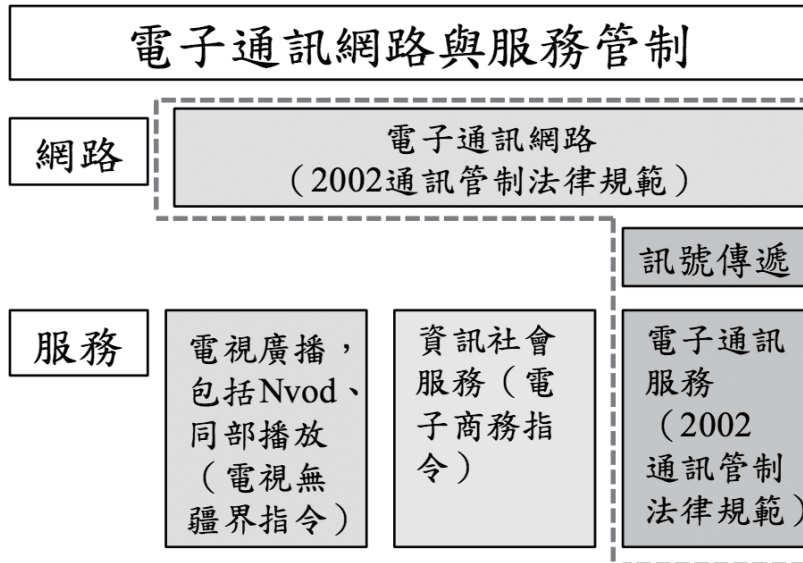 電子通訊網路與服務管制
網路
電子通訊網路
（2002通訊管制法律規範）
訊號傳遞
服務
電視廣播，
包括Nvod、
同部播放
（電視無
疆界指令）
資訊社會
服務（電
子商務指
令）
電子通訊
服務
（2002
通訊管制
法律規範）